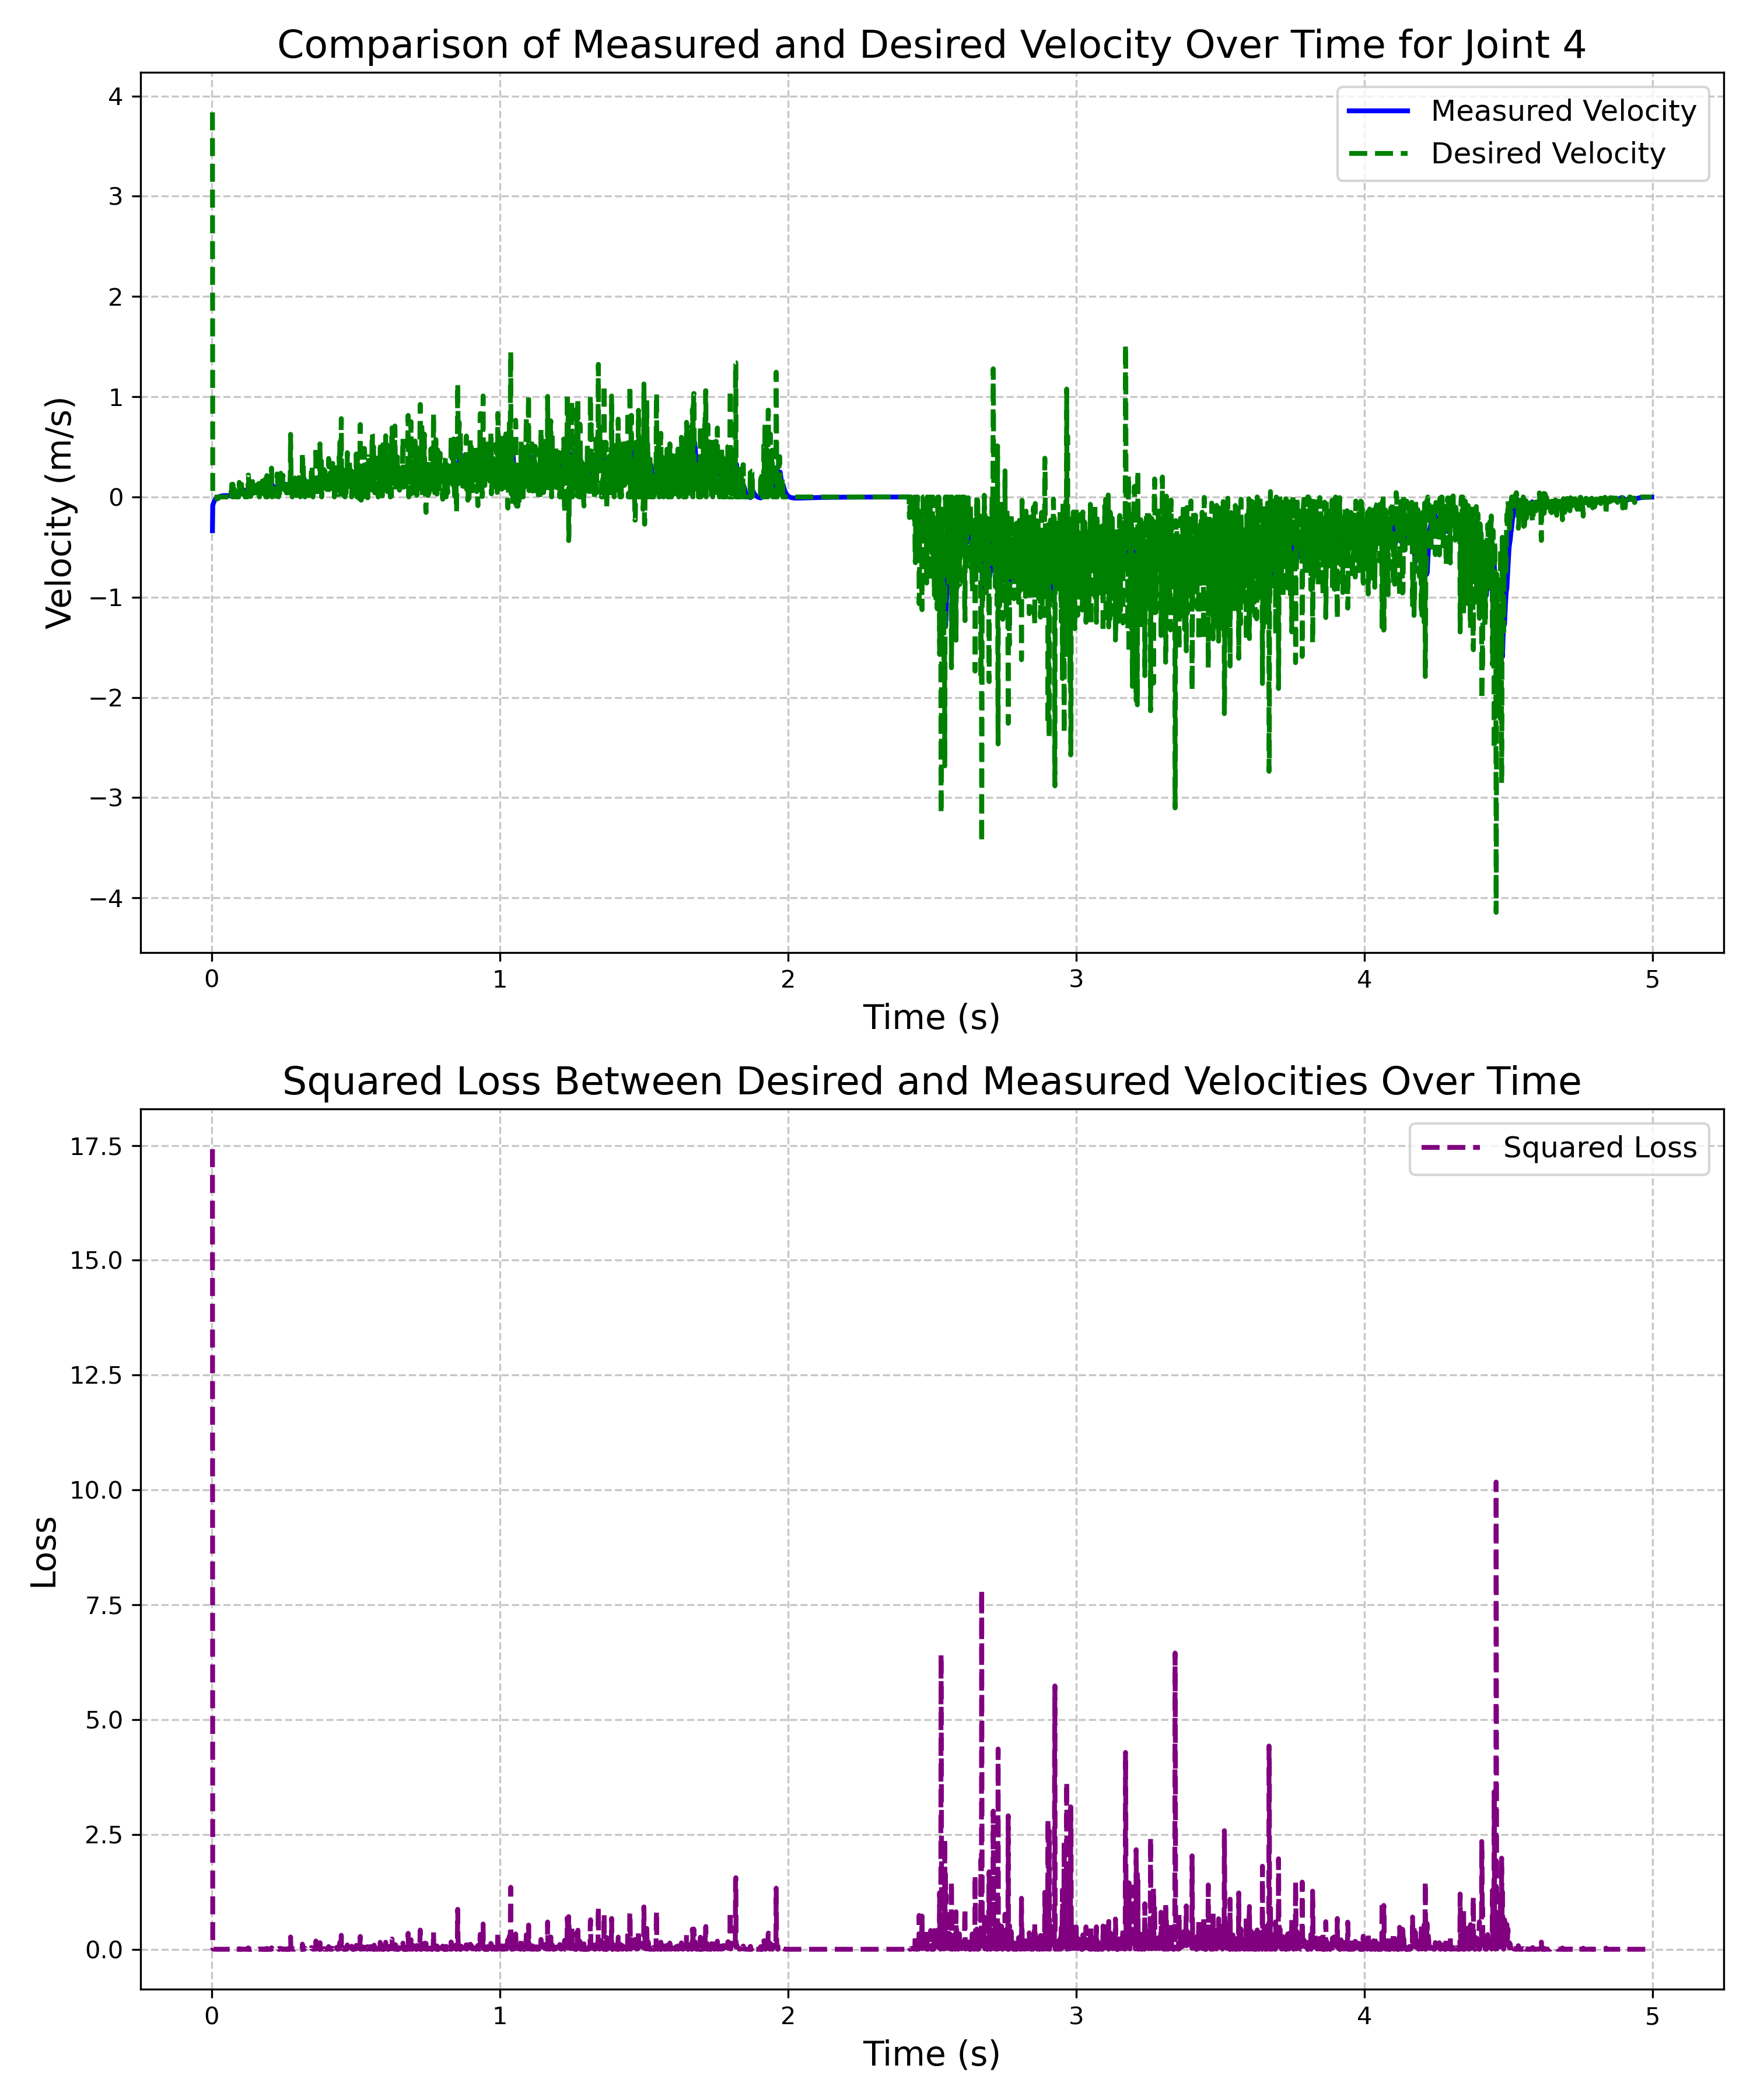 Comparison of Measured and Desired Velocity Over Time for Joint 4
Measured Velocity
Desired Velocity
Velocity (m/s)
4
3
2
1
0
−1
−2
−3
−4
0 1 2 3 4 5
Time (s)
Squared Loss Between Desired and Measured Velocities Over Time
Squared Loss
Loss
17.5
15.0
12.5
10.0
7.5
5.0
2.5
0.0
0 1 2 3 4 5
Time (s)